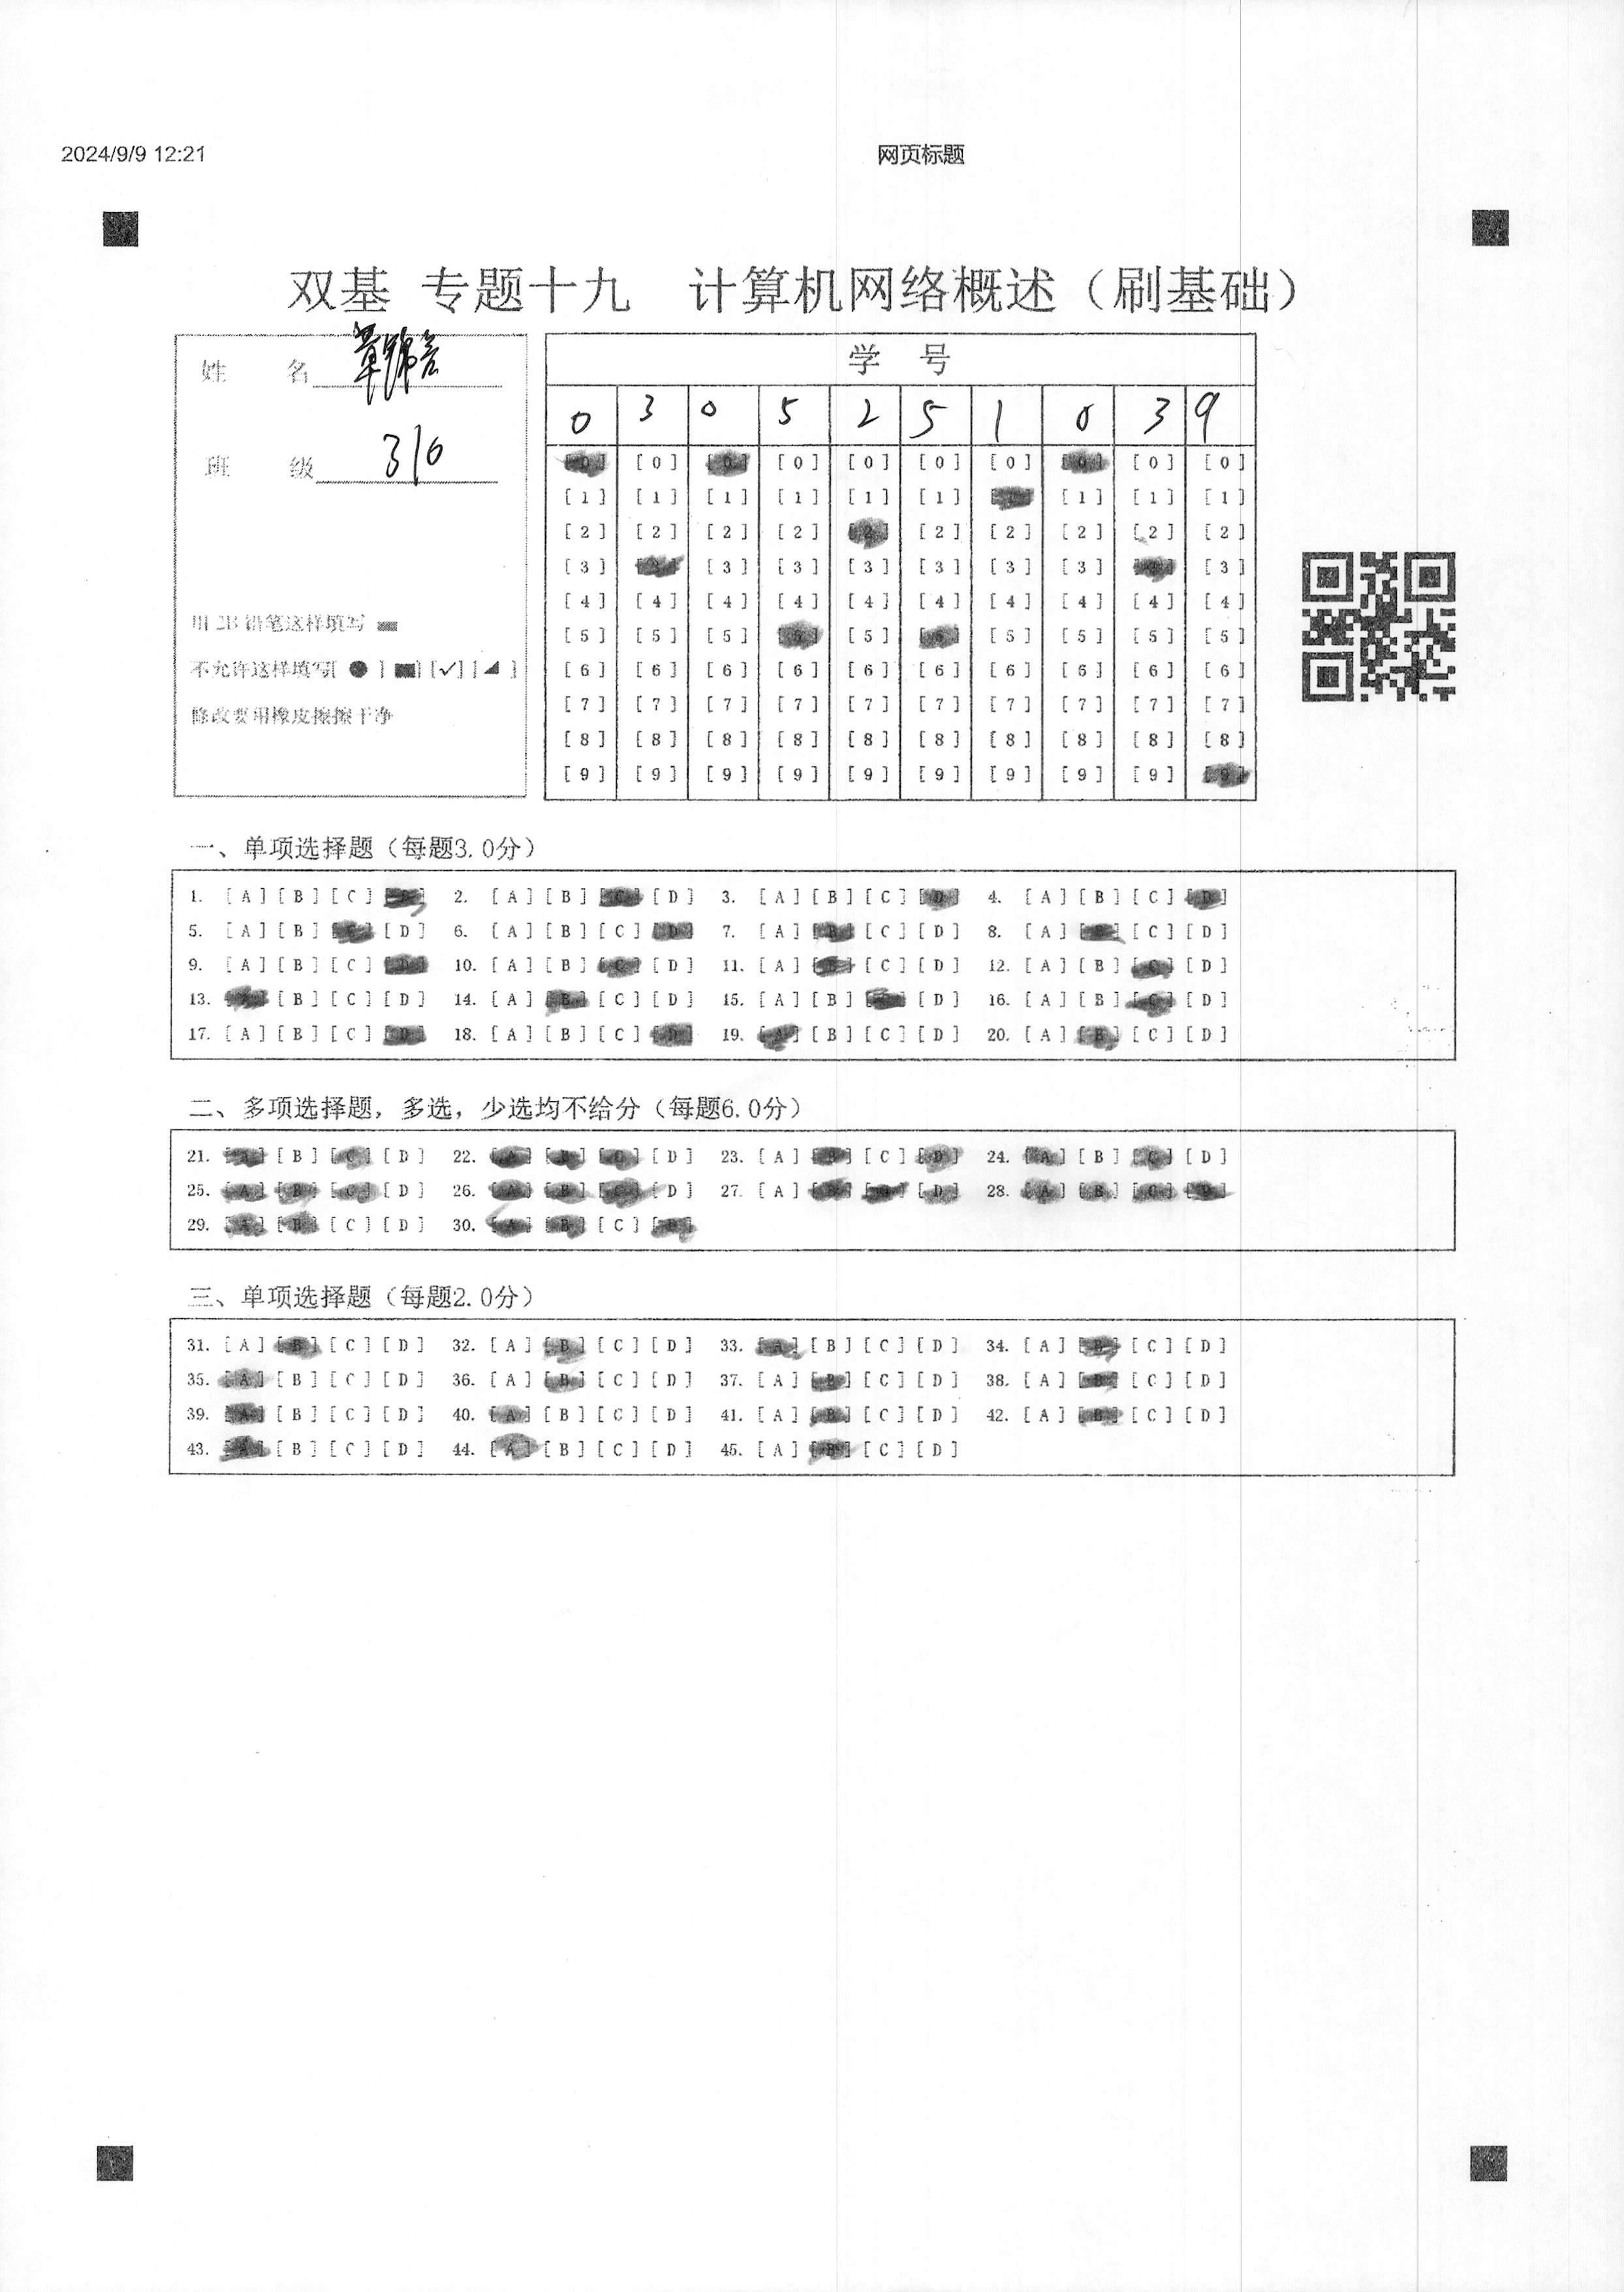 2024/9/9 12:21 网页标题
双基 专题十九 计算机网络概述（刷基础）
姓 名
班 级 316
用 2B 铅笔这样填写
不允许这样填写[ ● ] [■] [✓] [◢ ]
修改要用橡皮擦擦干净
学 号
0 3 0 5 2 5 1 0 3 9
[0] [0] [0] [0] [0] [0] [0] [0] [0] [0]
[1] [1] [1] [1] [1] [1] [1] [1] [1] [1]
[2] [2] [2] [2] [2] [2] [2] [2] [2] [2]
[3] [3] [3] [3] [3] [3] [3] [3] [3] [3]
[4] [4] [4] [4] [4] [4] [4] [4] [4] [4]
[5] [5] [5] [5] [5] [5] [5] [5] [5] [5]
[6] [6] [6] [6] [6] [6] [6] [6] [6] [6]
[7] [7] [7] [7] [7] [7] [7] [7] [7] [7]
[8] [8] [8] [8] [8] [8] [8] [8] [8] [8]
[9] [9] [9] [9] [9] [9] [9] [9] [9] [9]
一、单项选择题（每题3.0分）
1. [A] [B] [C] [D] 2. [A] [B] [C] [D] 3. [A] [B] [C] [D] 4. [A] [B] [C] [D]
5. [A] [B] [C] [D] 6. [A] [B] [C] [D] 7. [A] [B] [C] [D] 8. [A] [B] [C] [D]
9. [A] [B] [C] [D] 10. [A] [B] [C] [D] 11. [A] [B] [C] [D] 12. [A] [B] [C] [D]
13. [A] [B] [C] [D] 14. [A] [B] [C] [D] 15. [A] [B] [C] [D] 16. [A] [B] [C] [D]
17. [A] [B] [C] [D] 18. [A] [B] [C] [D] 19. [A] [B] [C] [D] 20. [A] [B] [C] [D]
二、多项选择题，多选，少选均不给分（每题6.0分）
21. [A] [B] [C] [D] 22. [A] [B] [C] [D] 23. [A] [B] [C] [D] 24. [A] [B] [C] [D]
25. [A] [B] [C] [D] 26. [A] [B] [C] [D] 27. [A] [B] [C] [D] 28. [A] [B] [C] [D]
29. [A] [B] [C] [D] 30. [A] [B] [C] [D]
三、单项选择题（每题2.0分）
31. [A] [B] [C] [D] 32. [A] [B] [C] [D] 33. [A] [B] [C] [D] 34. [A] [B] [C] [D]
35. [A] [B] [C] [D] 36. [A] [B] [C] [D] 37. [A] [B] [C] [D] 38. [A] [B] [C] [D]
39. [A] [B] [C] [D] 40. [A] [B] [C] [D] 41. [A] [B] [C] [D] 42. [A] [B] [C] [D]
43. [A] [B] [C] [D] 44. [A] [B] [C] [D] 45. [A] [B] [C] [D]